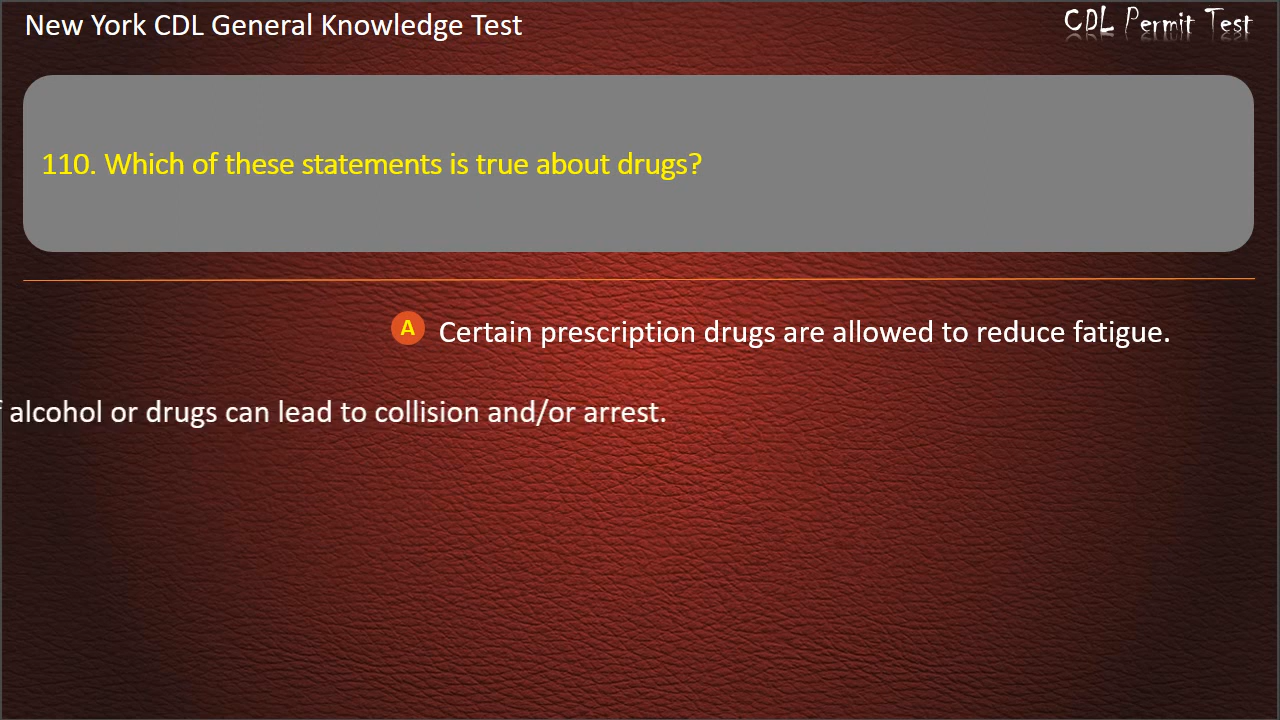 New York CDL General Knowledge Test
CDL Permit Test
110. Which of these statements is true about drugs?
A Certain prescription drugs are allowed to reduce fatigue.
alcohol or drugs can lead to collision and/or arrest.